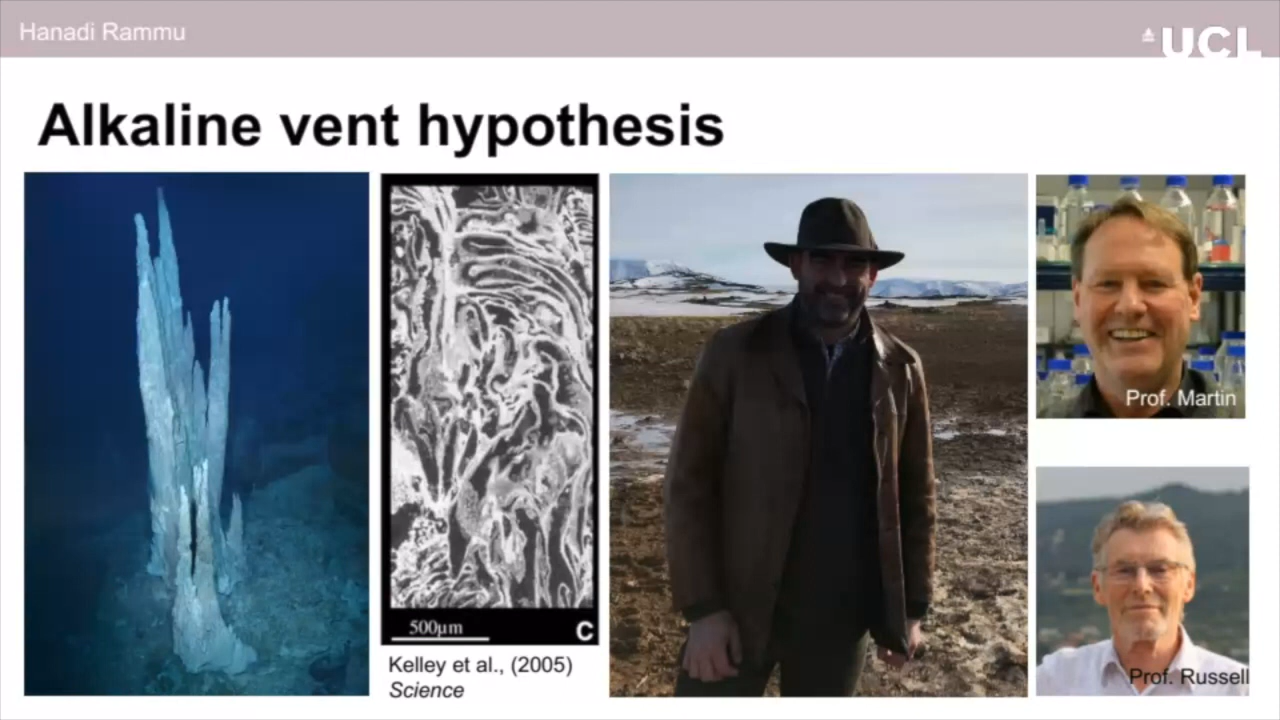 Hanadi Rammu
UCL
Alkaline vent hypothesis
500µm
C
Kelley et al., (2005)
Science
Prof. Martin
Prof. Russell